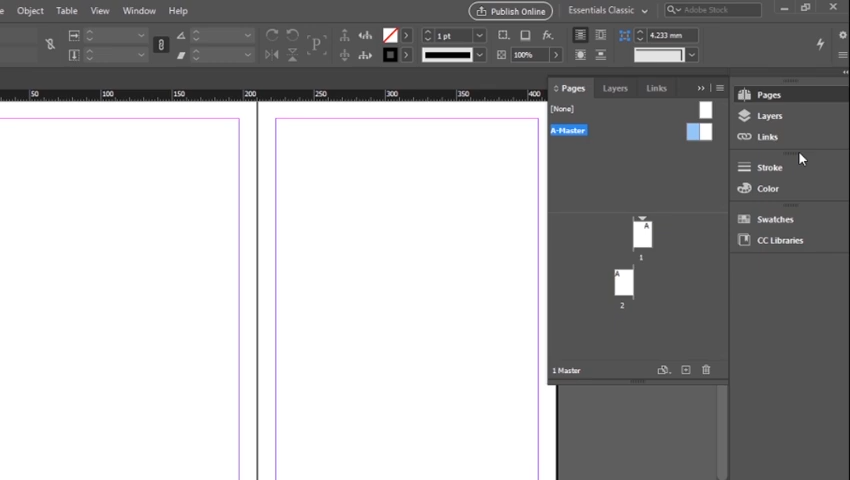 Object Table View Window Help Publish Online Essentials Classic Adobe Stock
P fx. 1 pt 4.233 mm
100%
50 100 150 200 250 300 350 400
Pages Layers Links
[None]
A-Master
A
1
A
2
1 Master
Pages
Layers
Links
Stroke
Color
Swatches
CC Libraries